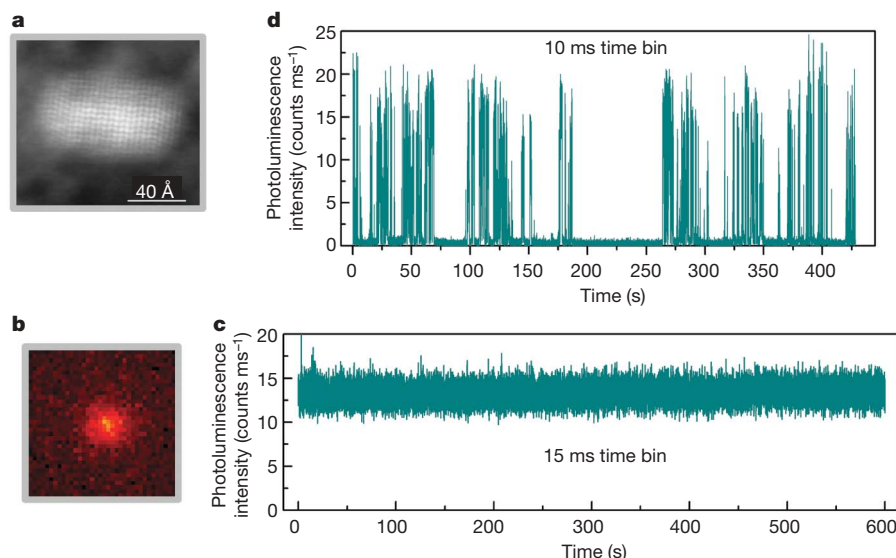 a
40 Å
b
d
Photoluminescence
intensity (counts ms⁻¹)
25
20
15
10
5
0
10 ms time bin
0
50
100
150
200
250
300
350
400
Time (s)
c
Photoluminescence
intensity (counts ms⁻¹)
20
15
10
5
0
15 ms time bin
0
100
200
300
400
500
600
Time (s)